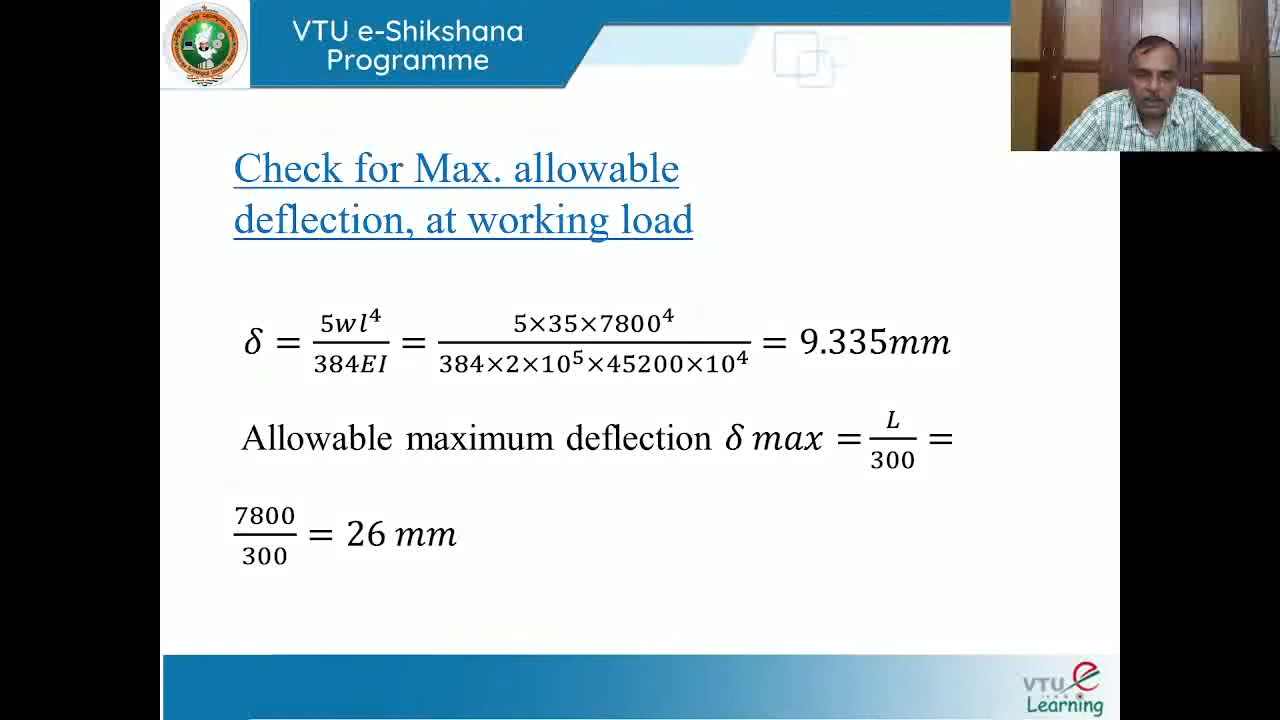 VTU e-Shikshana
Programme
Check for Max. allowable
deflection, at working load
𝛿 = 5𝑤𝑙⁴/384𝐸𝐼 = 5×35×7800⁴/384×2×10⁵×45200×10⁴ = 9.335𝑚𝑚
Allowable maximum deflection 𝛿 𝑚𝑎𝑥 = 𝐿/300 =
7800/300 = 26 𝑚𝑚
VTU e
Learning